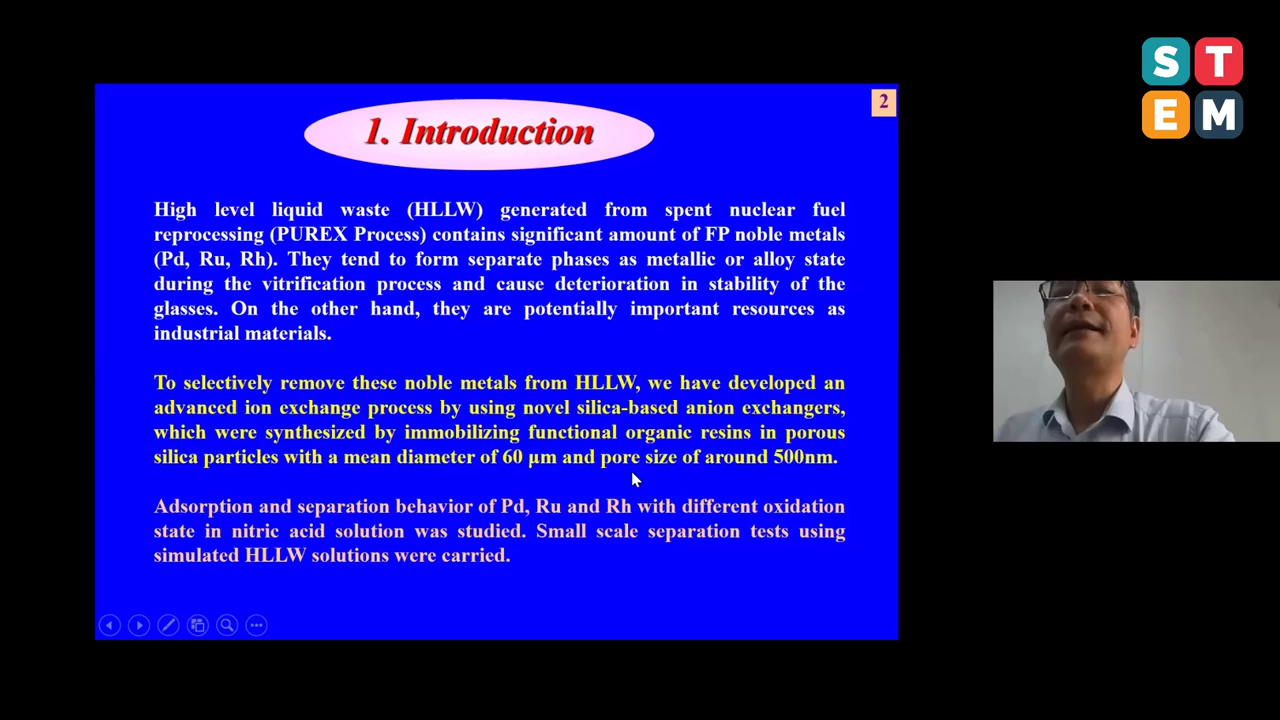 S T
E M
2
1. Introduction
High level liquid waste (HLLW) generated from spent nuclear fuel
reprocessing (PUREX Process) contains significant amount of FP noble metals
(Pd, Ru, Rh). They tend to form separate phases as metallic or alloy state
during the vitrification process and cause deterioration in stability of the
glasses. On the other hand, they are potentially important resources as
industrial materials.
To selectively remove these noble metals from HLLW, we have developed an
advanced ion exchange process by using novel silica-based anion exchangers,
which were synthesized by immobilizing functional organic resins in porous
silica particles with a mean diameter of 60 μm and pore size of around 500nm.
Adsorption and separation behavior of Pd, Ru and Rh with different oxidation
state in nitric acid solution was studied. Small scale separation tests using
simulated HLLW solutions were carried.